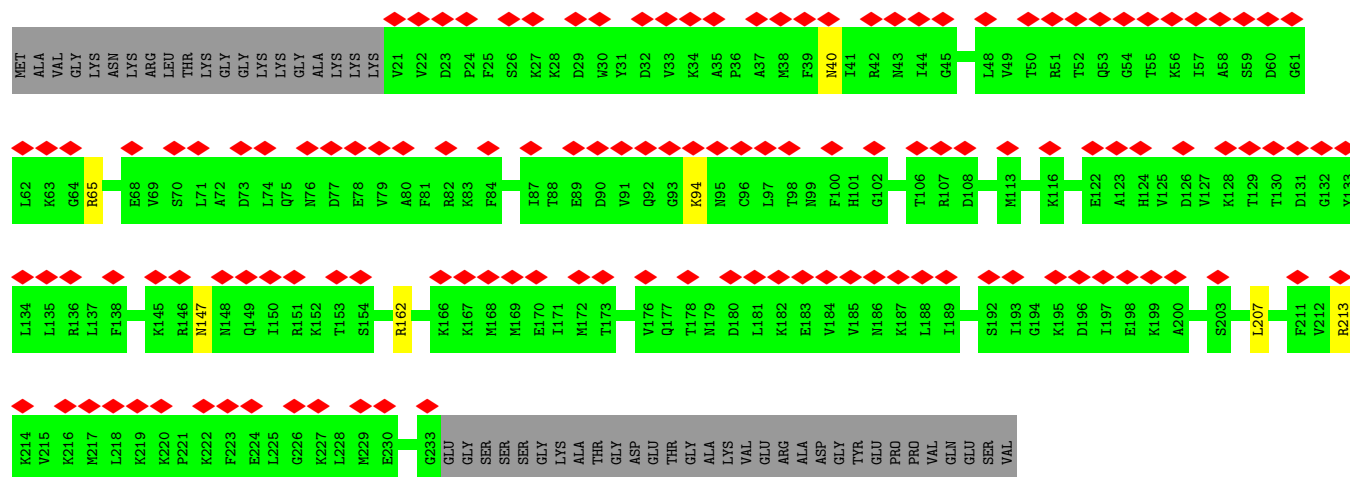 MET ALA VAL GLY LYS ASN LYS ARG LEU THR LYS GLY GLY LYS LYS GLY ALA LYS LYS LYS V21 V22 D23 P24 F25 S26 K27 K28 D29 W30 Y31 D32 V33 K34 A35 P36 A37 M38 F39 N40 I41 R42 N43 I44 G45 L48 V49 T50 R51 T52 Q53 G54 T55 K56 I57 A58 S59 D60 G61
L62 K63 G64 R65 E68 V69 S70 L71 A72 D73 L74 Q75 N76 D77 E78 V79 A80 F81 R82 K83 F84 I87 T88 E89 D90 V91 Q92 G93 K94 N95 C96 L97 T98 N99 F100 H101 G102 T106 R107 D108 M113 K116 E122 A123 H124 V125 D126 V127 K128 T129 T130 D131 G132 Y133
L134 L135 R136 L137 F138 K145 R146 N147 N148 Q149 I150 R151 K152 T153 S154 R162 K166 K167 M168 M169 E170 I171 M172 T173 V176 Q177 T178 N179 D180 L181 K182 E183 V184 V185 N186 K187 L188 I189 S192 I193 G194 K195 D196 I197 E198 K199 A200 S203 L207 F211 V212 R213
K214 V215 K216 M217 L218 K219 K220 P221 K222 F223 E224 L225 G226 K227 L228 M229 E230 G233 GLU GLY SER SER SER GLY LYS ALA THR GLY ASP GLU THR GLY ALA LYS VAL GLU ARG ALA ASP GLY TYR GLU PRO PRO VAL GLN GLU SER VAL